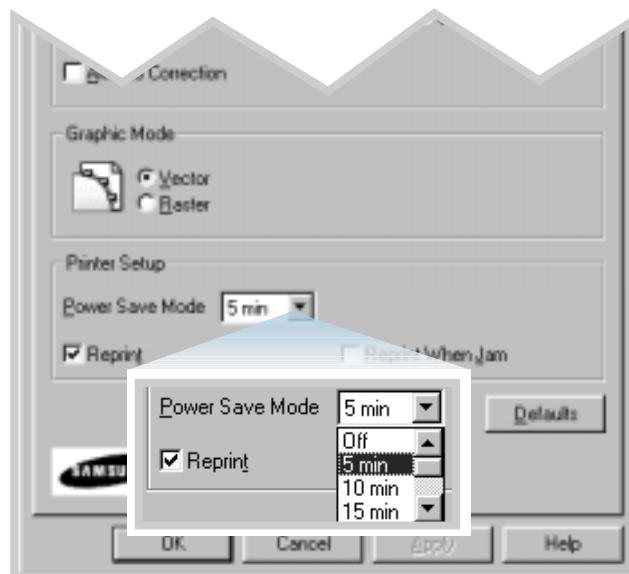 Correction
Graphic Mode
Vector
Raster
Printer Setup
Power Save Mode 5 min
Reprint Reprint When Jam
Power Save Mode 5 min
Off
Reprint 5 min
10 min
15 min
Defaults
OK Cancel Apply Help